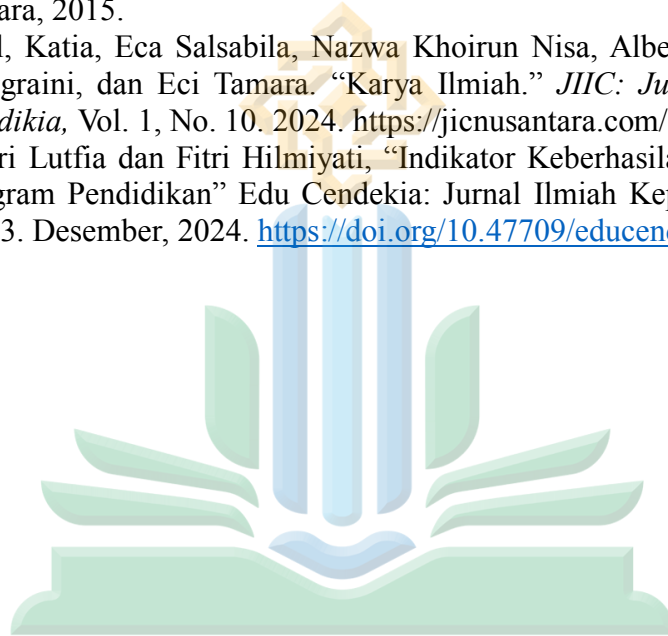 ara, 2015.
l, Katia, Eca Salsabila, Nazwa Khoirun Nisa, Albe
graini, dan Eci Tamara. “Karya Ilmiah.” JIIC: Ju
dikia, Vol. 1, No. 10. 2024. https://jicnusantara.com/
ri Lutfia dan Fitri Hilmiyati, “Indikator Keberhasila
gram Pendidikan” Edu Cendekia: Jurnal Ilmiah Kep
3. Desember, 2024. https://doi.org/10.47709/educen